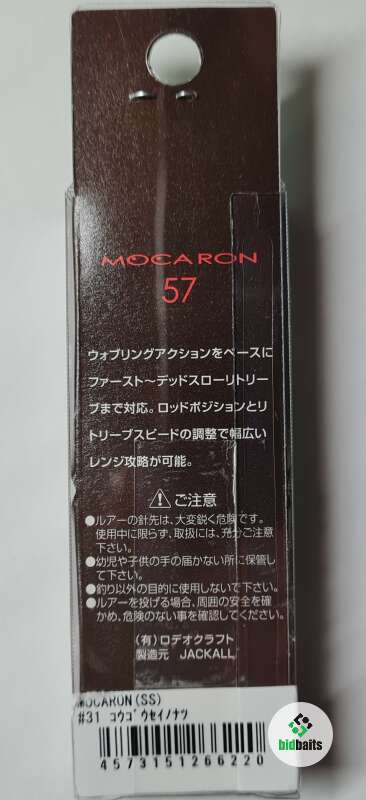 MOCARON
57
ウォブリングアクションをベースに
ファースト～デッドスローリトリー
ブまで対応。ロッドポジションとリ
トリーブスピードの調整で幅広い
レンジ攻略が可能。
⚠ご注意
●ルアーの針先は、大変鋭く危険です。
使用中に限らず、取扱には、充分ご注意
下さい。
●幼児や子供の手の届かない所に保管し
て下さい。
●釣り以外の目的に使用しないで下さい。
●ルアーを投げる場合、周囲の安全を確
かめ、危険のない事を確認してください。
(有)ロデオクラフト
製造元 JACKALL
MOCARON(SS)
#31 ｺｳｺﾞｳｾｲﾉﾅﾂ
4573151266220
bidbaits